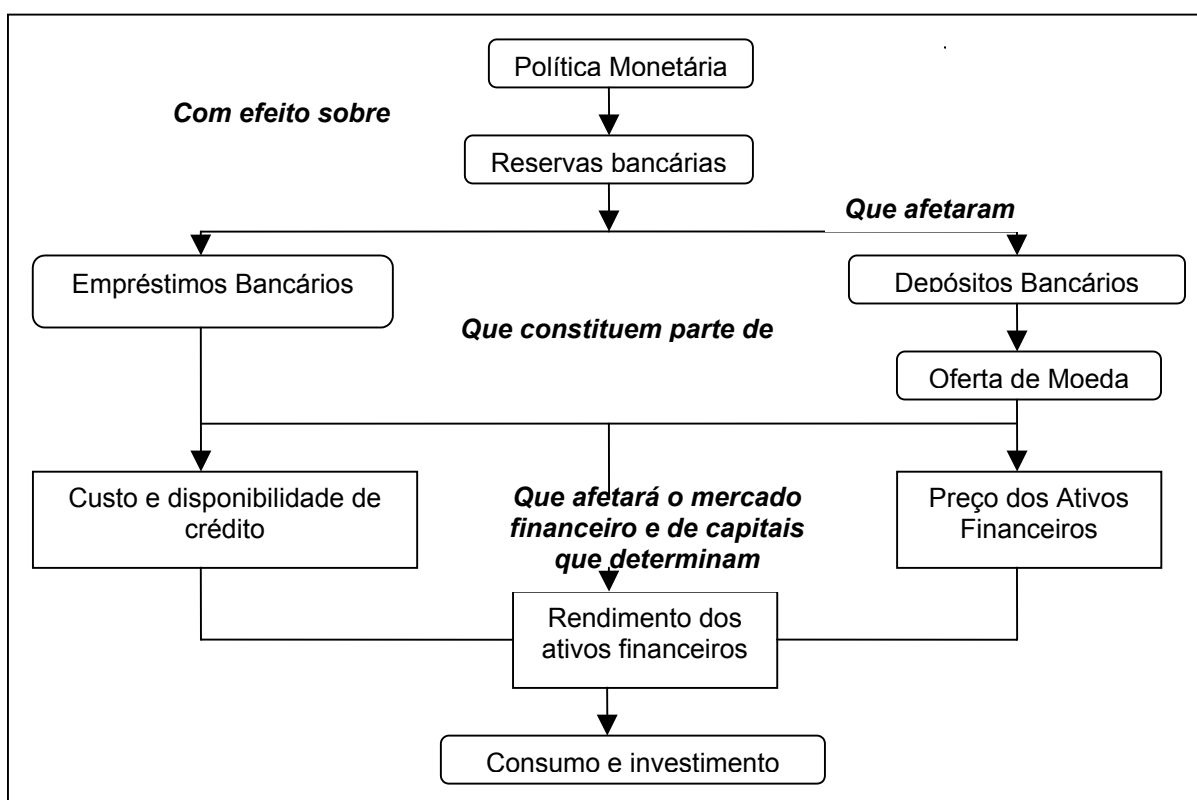 Política Monetária
Com efeito sobre
Reservas bancárias
Que afetaram
Empréstimos Bancários
Depósitos Bancários
Que constituem parte de
Oferta de Moeda
Custo e disponibilidade de
crédito
Que afetará o mercado
financeiro e de capitais
que determinam
Preço dos Ativos
Financeiros
Rendimento dos
ativos financeiros
Consumo e investimento